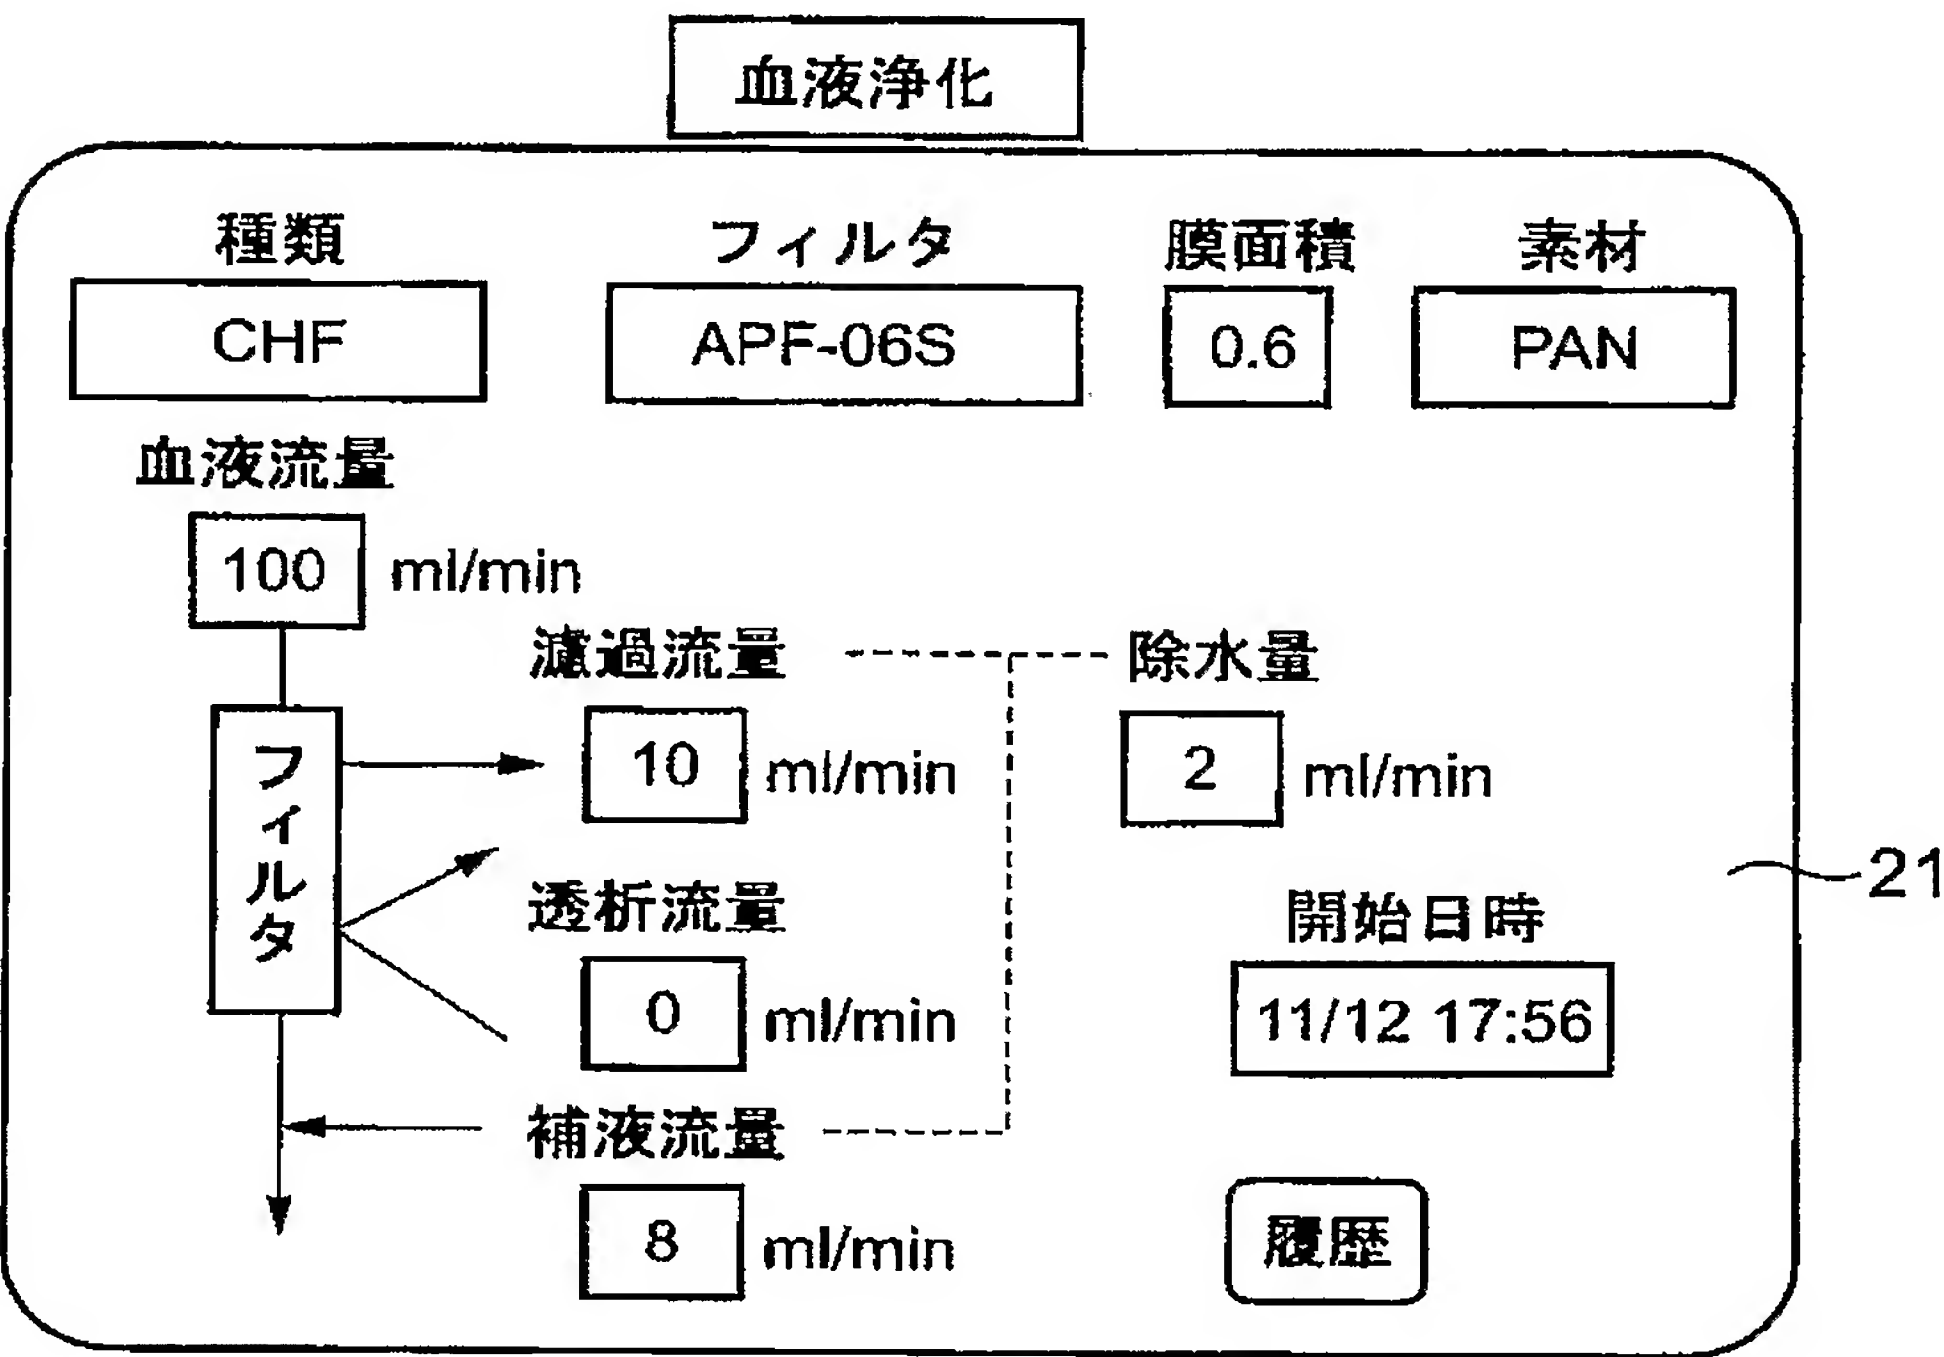 血液浄化
種類 フィルタ 膜面積 素材
CHF APF-06S 0.6 PAN
血液流量
100 ml/min
濾過流量 除水量
フィルタ
10 ml/min 2 ml/min
21
透析流量 開始日時
0 ml/min 11/12 17:56
補液流量
8 ml/min 履歴